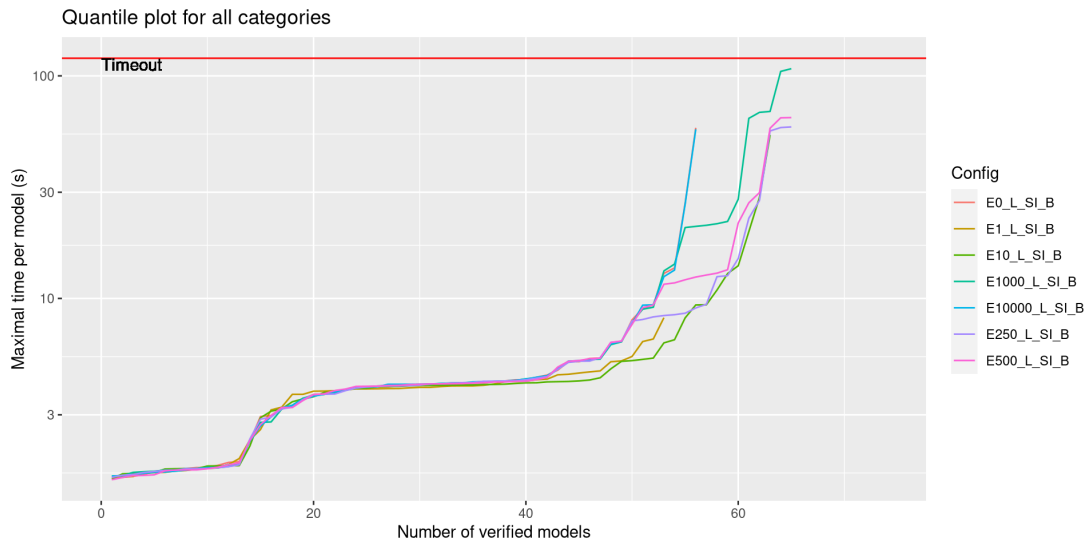 Quantile plot for all categories
Timeout
100
30
10
3
Maximal time per model (s)
0
20
40
60
Number of verified models
Config
E0_L_SI_B
E1_L_SI_B
E10_L_SI_B
E1000_L_SI_B
E10000_L_SI_B
E250_L_SI_B
E500_L_SI_B